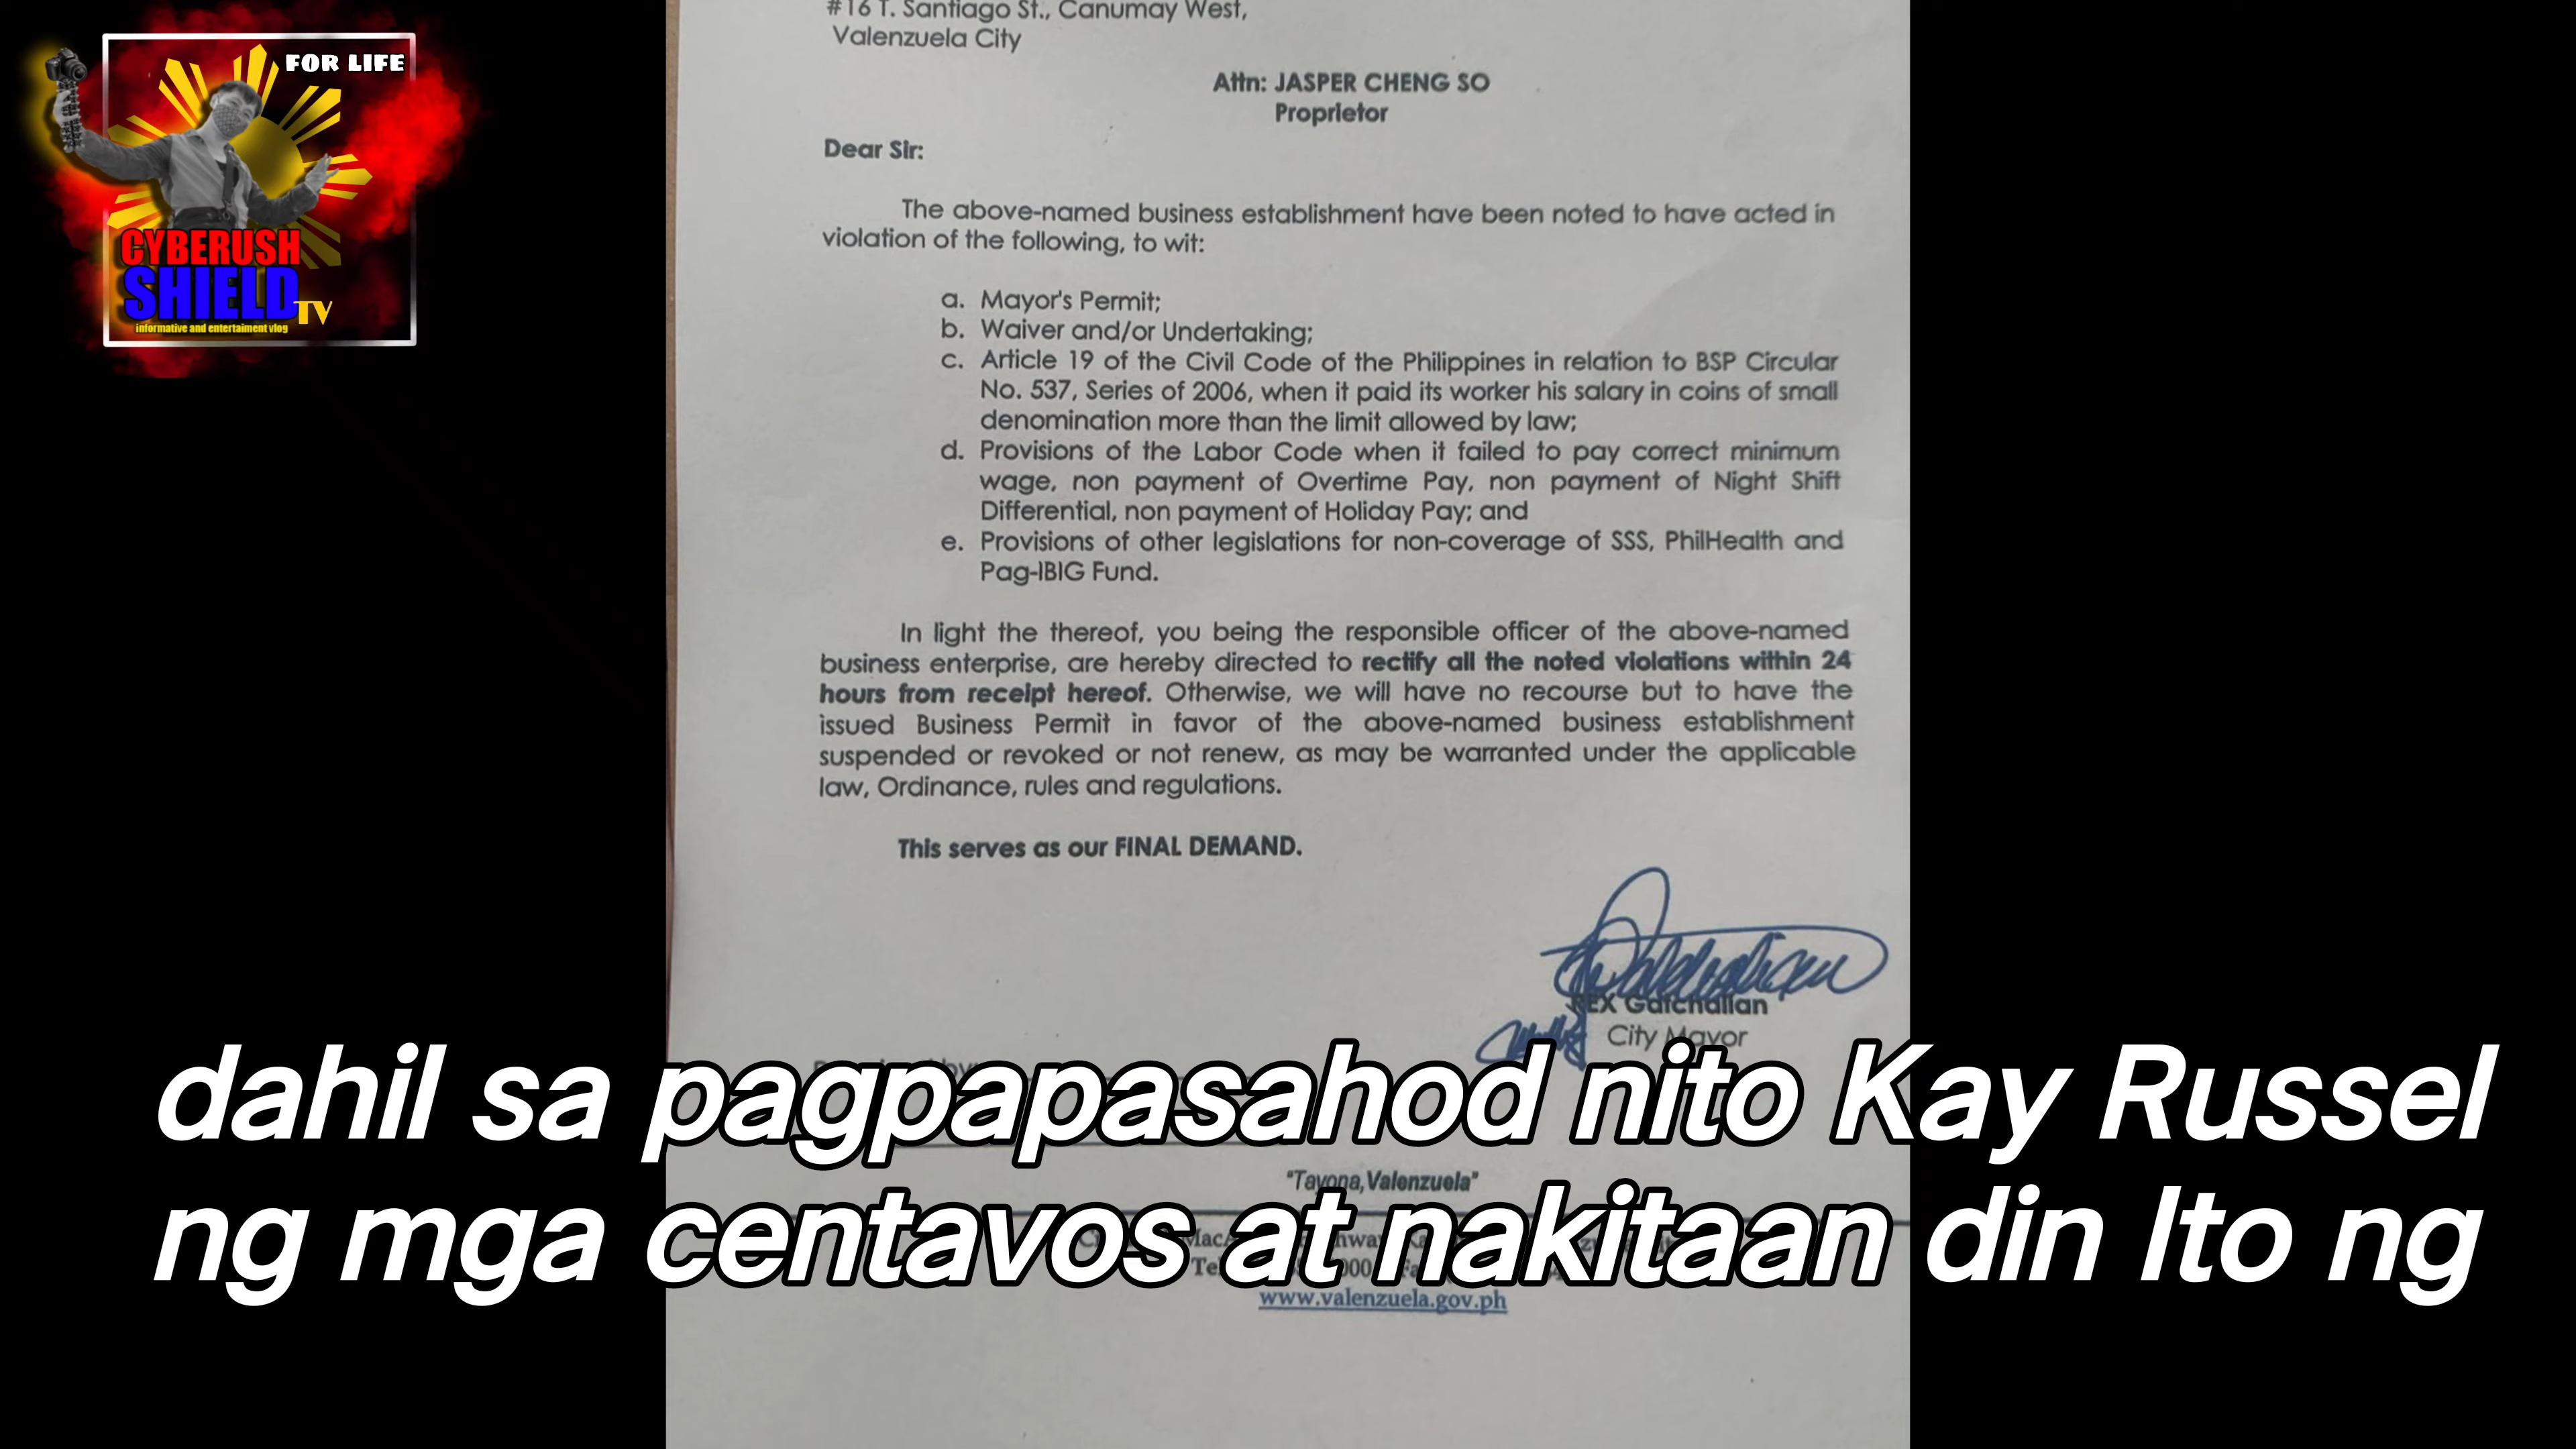 FOR LIFE
CYBERUSH
SHIELD TV
informative and entertaiment vlog
#16 T. Santiago St., Canumay West,
Valenzuela City
Attn: JASPER CHENG SO
Proprietor
Dear Sir:
The above-named business establishment have been noted to have acted in
violation of the following, to wit:
a. Mayor's Permit;
b. Waiver and/or Undertaking;
c. Article 19 of the Civil Code of the Philippines in relation to BSP Circular
No. 537, Series of 2006, when it paid its worker his salary in coins of small
denomination more than the limit allowed by law;
d. Provisions of the Labor Code when it failed to pay correct minimum
wage, non payment of Overtime Pay, non payment of Night Shift
Differential, non payment of Holiday Pay; and
e. Provisions of other legislations for non-coverage of SSS, PhilHealth and
Pag-IBIG Fund.
In light the thereof, you being the responsible officer of the above-named
business enterprise, are hereby directed to rectify all the noted violations within 24
hours from receipt hereof. Otherwise, we will have no recourse but to have the
issued Business Permit in favor of the above-named business establishment
suspended or revoked or not renew, as may be warranted under the applicable
law, Ordinance, rules and regulations.
This serves as our FINAL DEMAND.
REX Gatchalian
City Mayor
dahil sa pagpapasahod nito Kay Russel
"Tayona, Valenzuela"
ng mga centavos at nakitaan din Ito ng
www.valenzuela.gov.ph